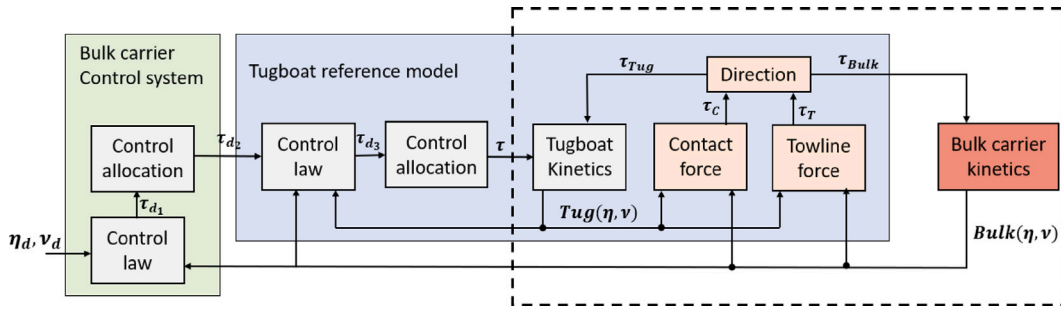 Bulk carrier
Control system
Tugboat reference model
τ_Tug
Direction
τ_Bulk
τ_C
τ_T
Control
allocation
τ_d₂
Control
law
τ_d₃
Control
allocation
τ
Tugboat
Kinetics
Contact
force
Towline
force
Bulk carrier
kinetics
τ_d₁
Tug(η, ν)
η_d, ν_d
Control
law
Bulk(η, ν)